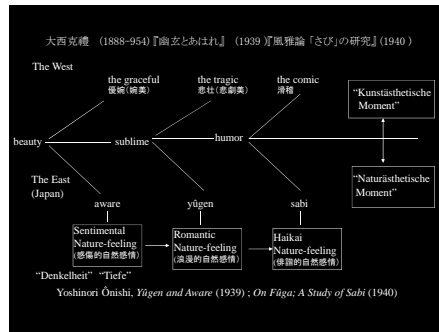 大西克禮　(1888-954)『幽玄とあはれ』　(1939)『風雅論「さび」の研究』(1940)
The West
the graceful
優婉(婉美)
the tragic
悲壮(悲劇美)
the comic
滑稽
“Kunstästhetische
Moment”
beauty
sublime
humor
The East
(Japan)
“Naturästhetische
Moment”
aware
yûgen
sabi
Sentimental
Nature-feeling
(感傷的自然感情)
Romantic
Nature-feeling
(浪漫的自然感情)
Haikai
Nature-feeling
(俳諧的自然感情)
“Denkelheit” “Tiefe”
Yoshinori Ônishi, Yûgen and Aware (1939) ; On Fûga; A Study of Sabi (1940)